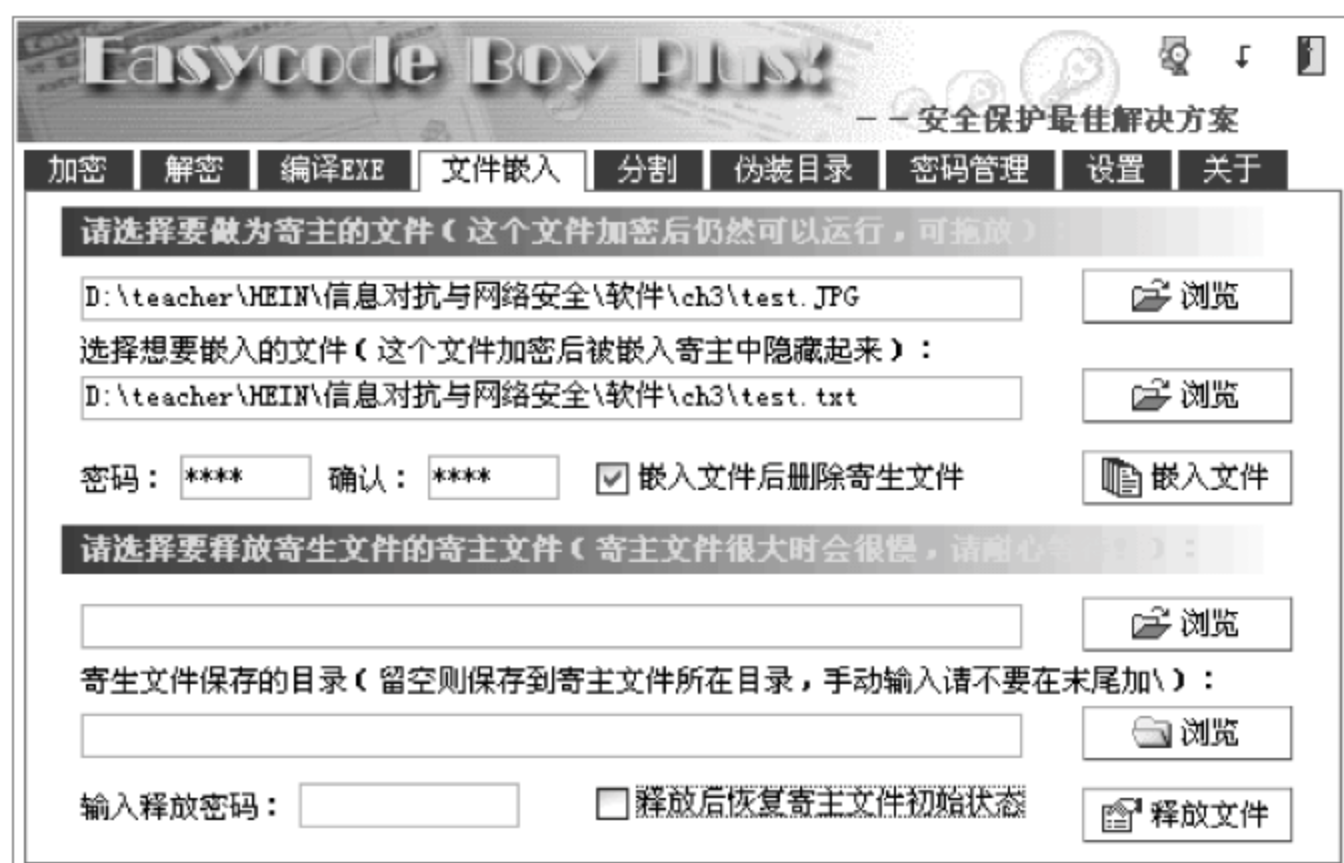 Easycode Boy Plus!
－－安全保护最佳解决方案
加密 解密 编译EXE 文件嵌入 分割 伪装目录 密码管理 设置 关于
请选择要做为寄主的文件（这个文件加密后仍然可以运行，可拖放）：
D:\teacher\HEIN\信息对抗与网络安全\软件\ch3\test.JPG 浏览
选择想要嵌入的文件（这个文件加密后被嵌入寄主中隐藏起来）：
D:\teacher\HEIN\信息对抗与网络安全\软件\ch3\test.txt 浏览
密码： **** 确认： **** 嵌入文件后删除寄生文件 嵌入文件
请选择要释放寄生文件的寄主文件（寄主文件很大时会很慢，请耐心等待！）：
浏览
寄生文件保存的目录（留空则保存到寄主文件所在目录，手动输入请不要在末尾加\）：
浏览
输入释放密码： 释放后恢复寄主文件初始状态 释放文件